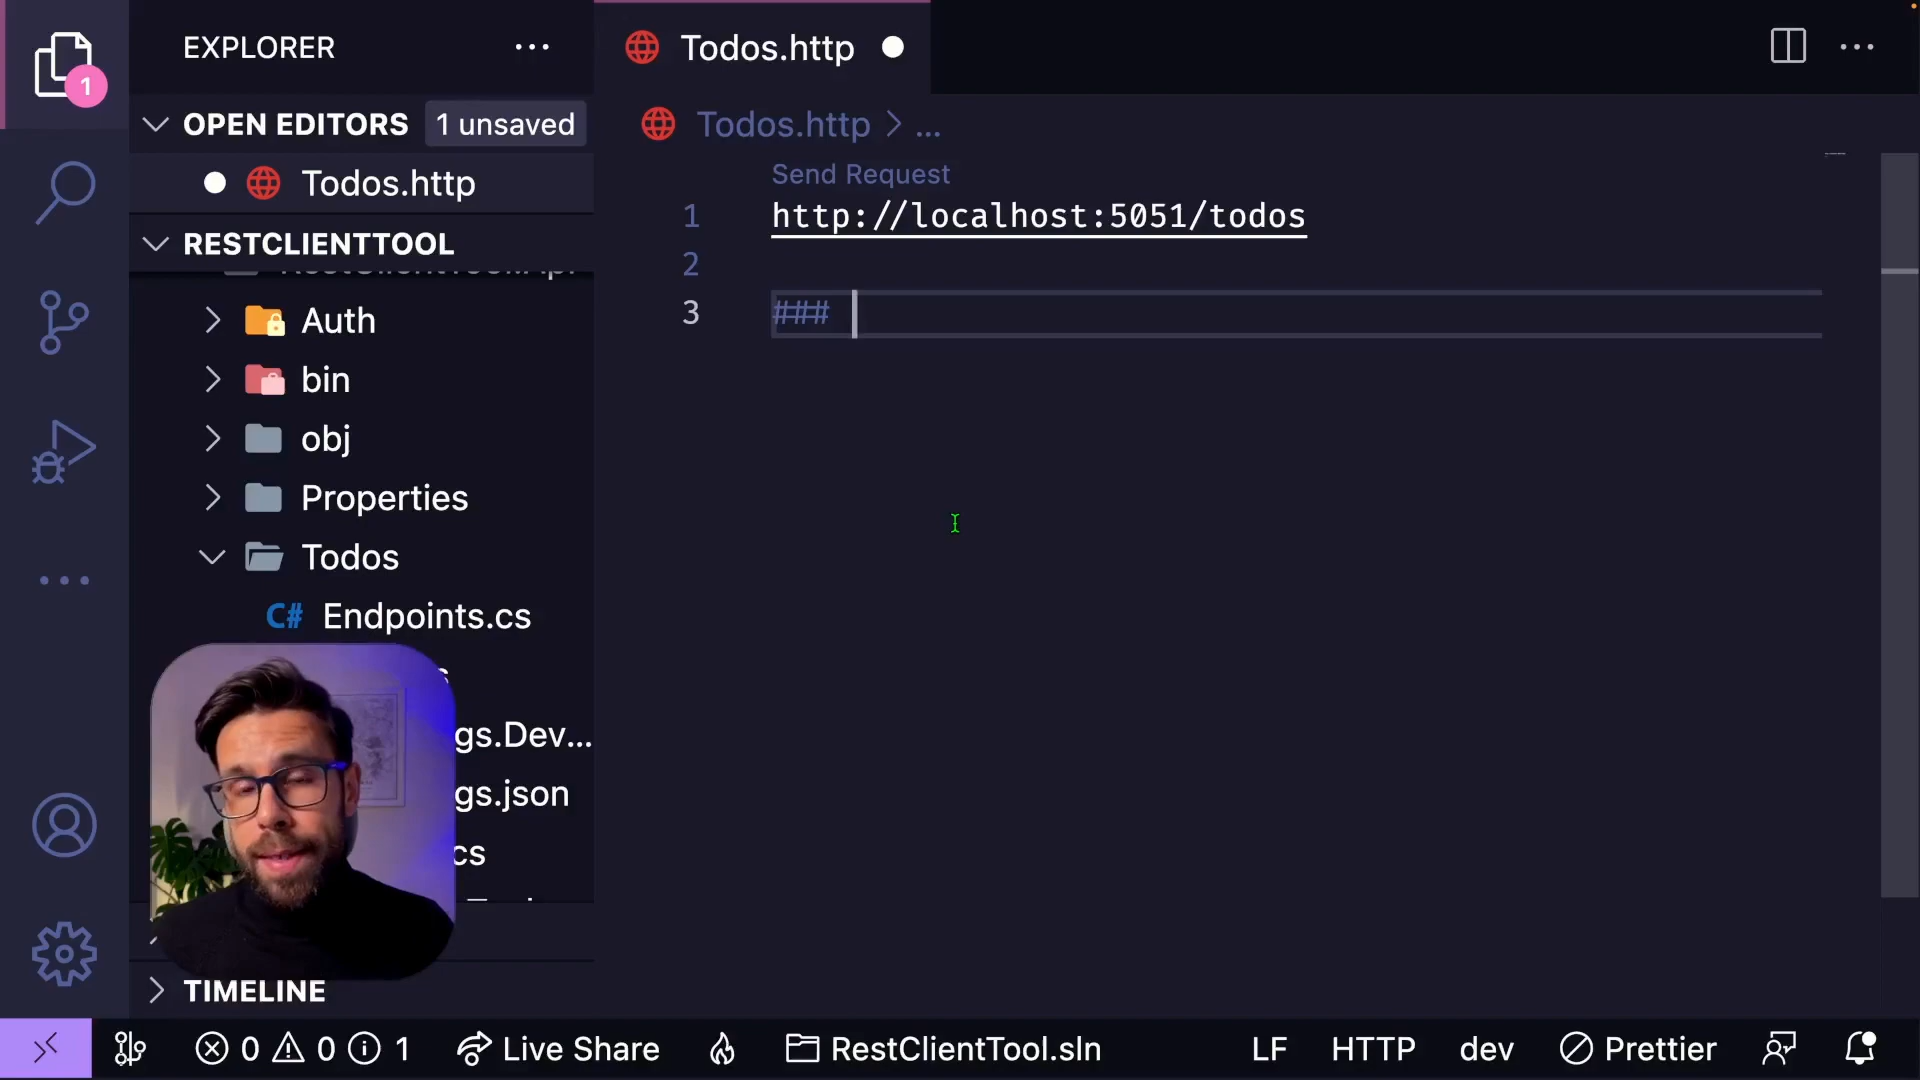 EXPLORER
OPEN EDITORS 1 unsaved
Todos.http
RESTCLIENTTOOL
Auth
bin
obj
Properties
Todos
C# Endpoints.cs
gs.Dev...
gs.json
cs
TIMELINE
1
Todos.http
Todos.http > ...
Send Request
1 http://localhost:5051/todos
2
3 ###
0 0 1 Live Share RestClientTool.sln LF HTTP dev Prettier